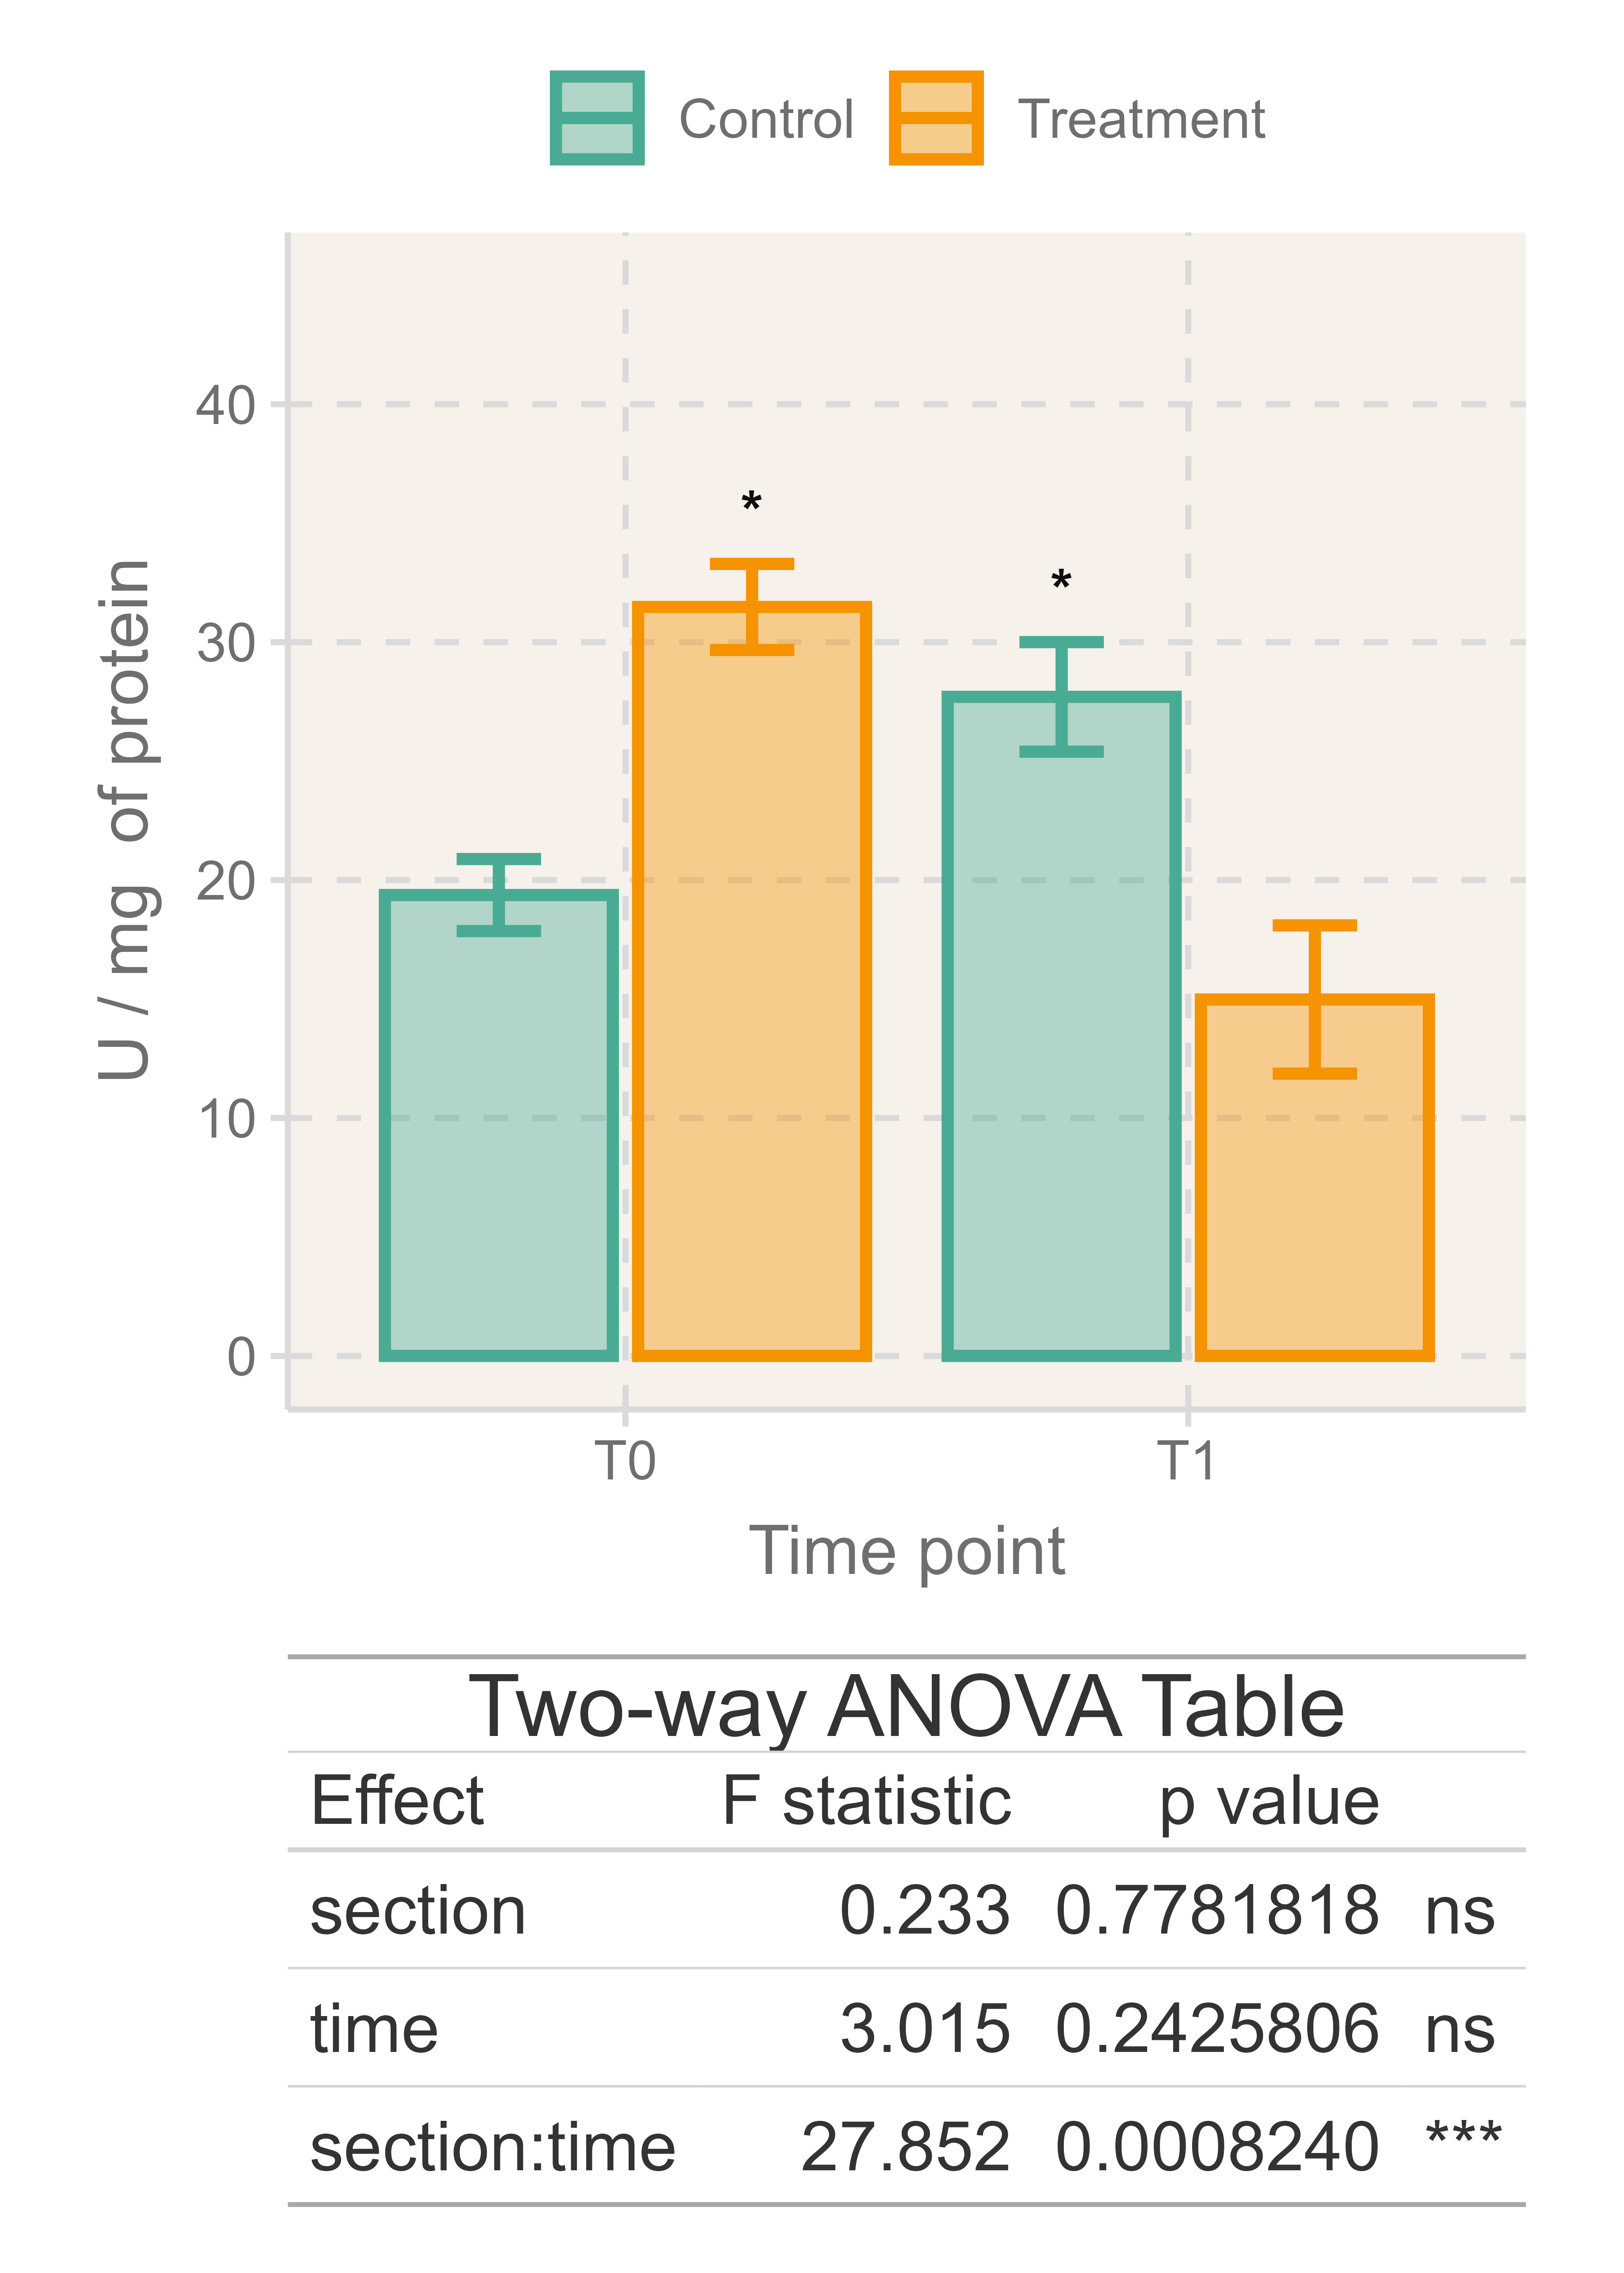 Control Treatment
40
*
*
30
20
10
0
U / mg of protein
T0 T1
Time point
Two-way ANOVA Table
Effect F statistic p value
section 0.233 0.7781818 ns
time 3.015 0.2425806 ns
section:time 27.852 0.0008240 ***